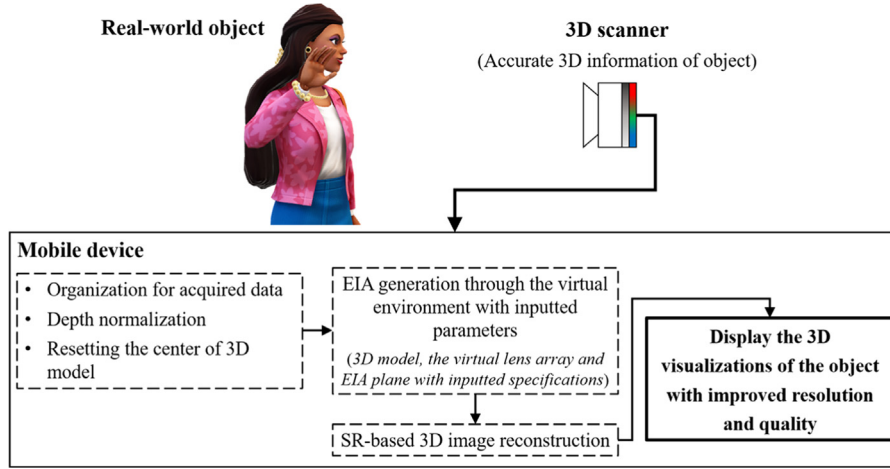 Real-world object
3D scanner
(Accurate 3D information of object)
Mobile device
• Organization for acquired data
• Depth normalization
• Resetting the center of 3D
model
EIA generation through the virtual
environment with inputted
parameters
(3D model, the virtual lens array and
EIA plane with inputted specifications)
SR-based 3D image reconstruction
Display the 3D
visualizations of the object
with improved resolution
and quality